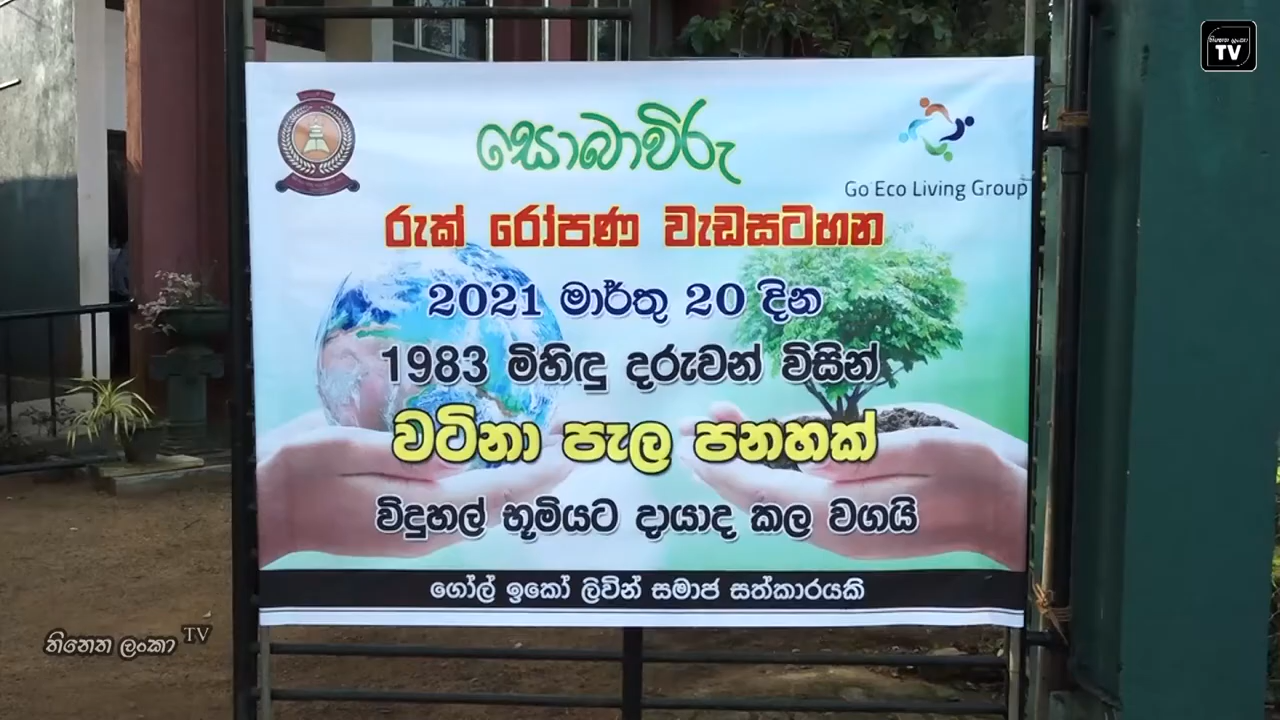 තිනෙත ලංකා
TV
සොබාවිරු
Go Eco Living Group
රුක් රෝපණ වැඩසටහන
2021 මාර්තු 20 දින
1983 මිහිඳු දරුවන් විසින්
වටිනා පැල පනහක්
විදුහල් භූමියට දායාද කල වගයි
ගෝල් ඉකෝ ලිවින් සමාජ සත්කාරයකි
තිනෙත ලංකා TV